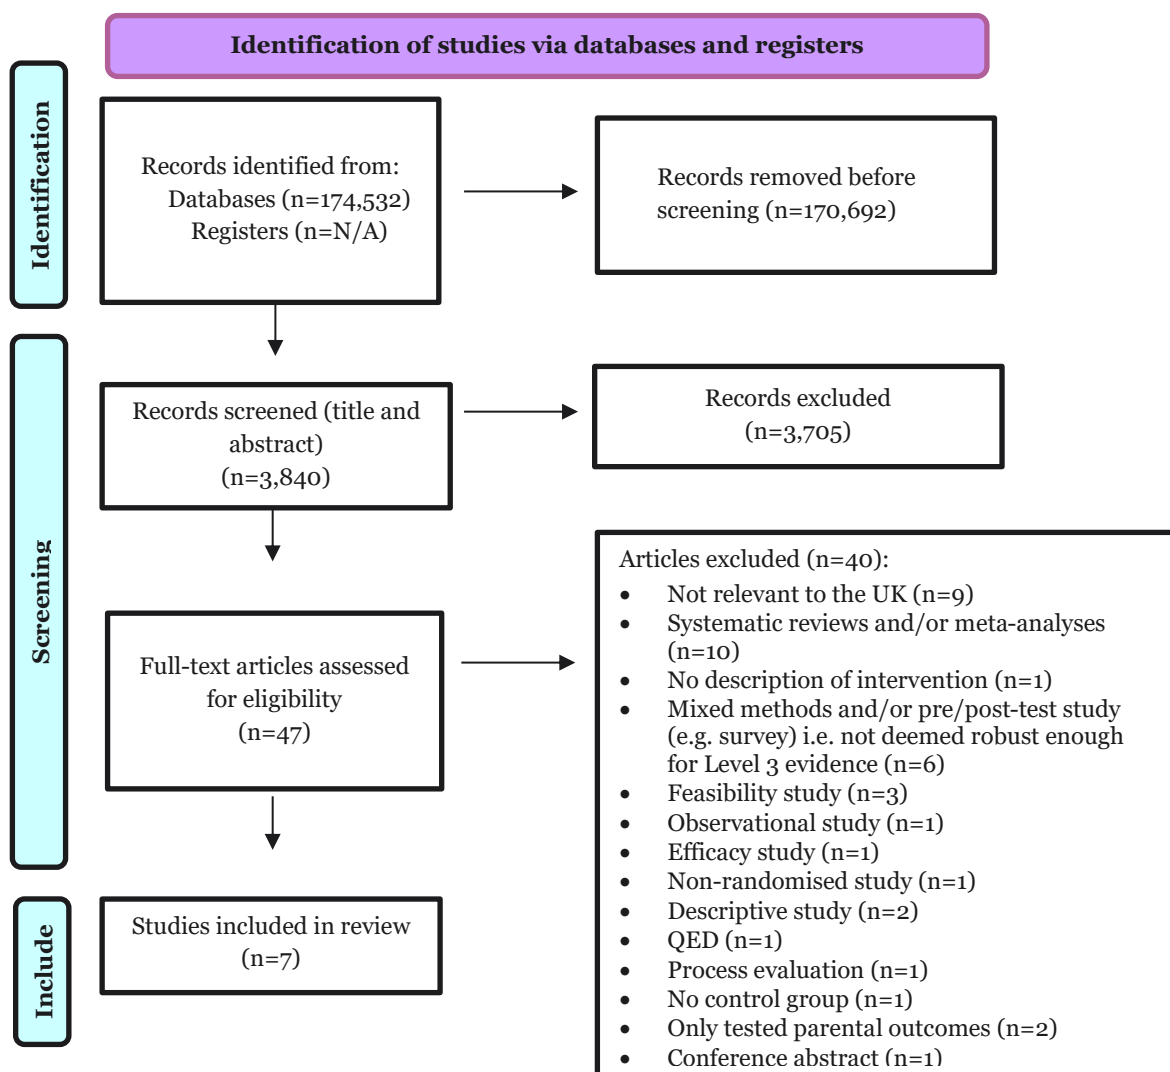 Identification of studies via databases and registers
Identification
Records identified from:
Databases (n=174,532)
Registers (n=N/A)
Records removed before
screening (n=170,692)
Screening
Records screened (title and
abstract)
(n=3,840)
Records excluded
(n=3,705)
Full-text articles assessed
for eligibility
(n=47)
Articles excluded (n=40):
• Not relevant to the UK (n=9)
• Systematic reviews and/or meta-analyses
(n=10)
• No description of intervention (n=1)
• Mixed methods and/or pre/post-test study
(e.g. survey) i.e. not deemed robust enough
for Level 3 evidence (n=6)
• Feasibility study (n=3)
• Observational study (n=1)
• Efficacy study (n=1)
• Non-randomised study (n=1)
• Descriptive study (n=2)
• QED (n=1)
• Process evaluation (n=1)
• No control group (n=1)
• Only tested parental outcomes (n=2)
• Conference abstract (n=1)
Include
Studies included in review
(n=7)